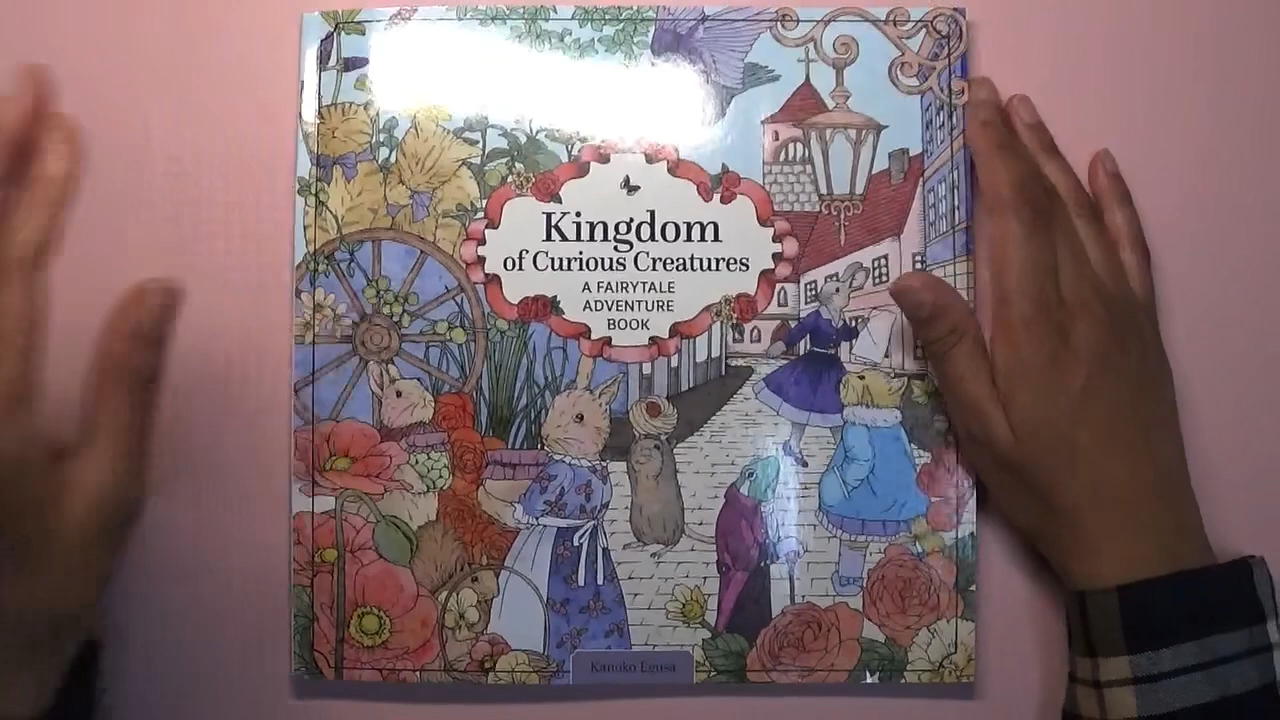 Kingdom
of Curious Creatures
A FAIRYTALE
ADVENTURE
BOOK
Kanoko Egusa